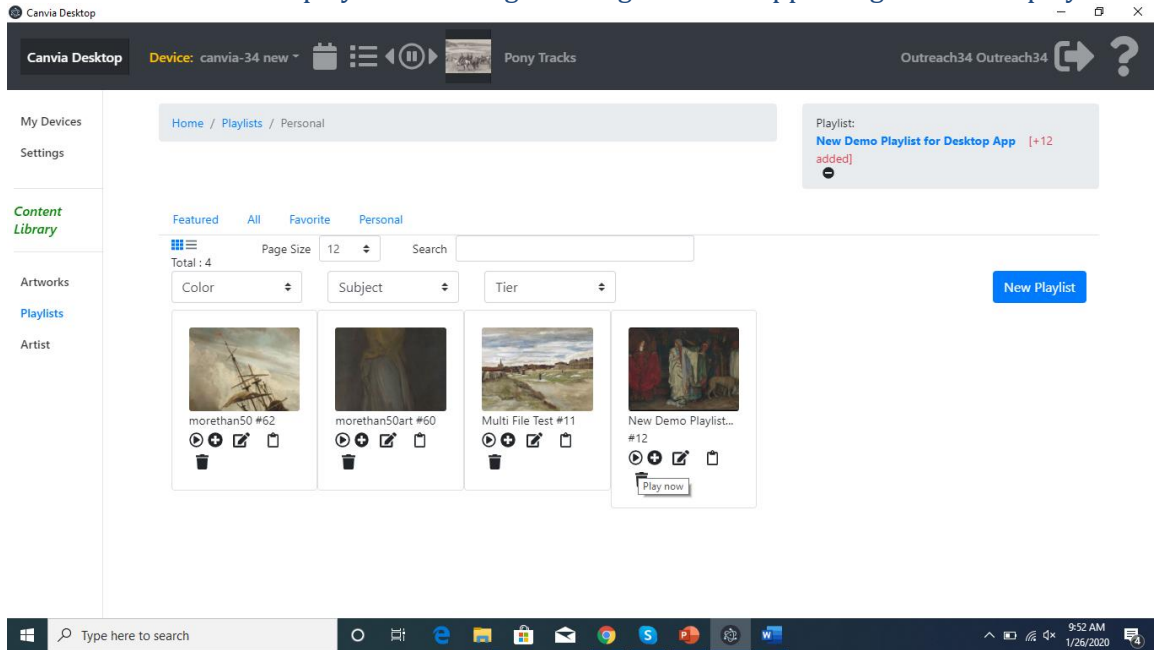 Canvia Desktop
Canvia Desktop
Device: canvia-34 new
Pony Tracks
Outreach34 Outreach34
My Devices
Settings
Content
Library
Artworks
Playlists
Artist
Home / Playlists / Personal
Playlist:
New Demo Playlist for Desktop App [+12
added]
Featured All Favorite Personal
Page Size 12 Search
Total : 4
Color Subject Tier
New Playlist
morethan50 #62
morethan50art #60
Multi File Test #11
New Demo Playlist...
#12
Play now
Type here to search
9:52 AM
1/26/2020
4